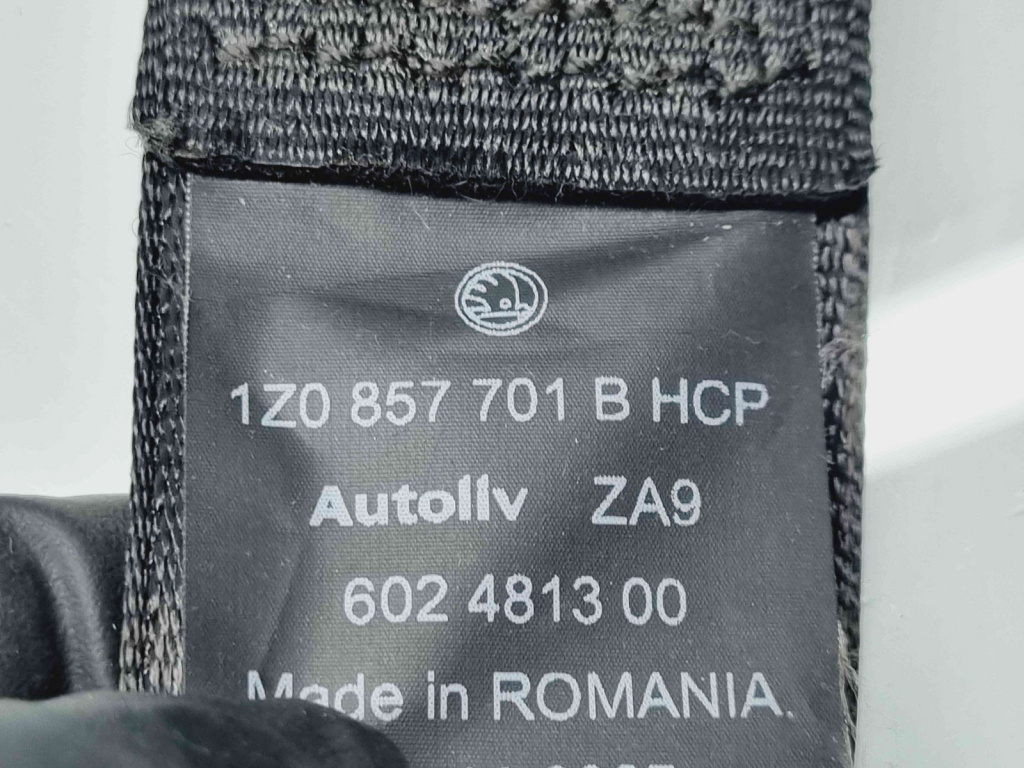 1Z0 857 701 B HCP
Autoliv ZA9
602 4813 00
Made in ROMANIA.